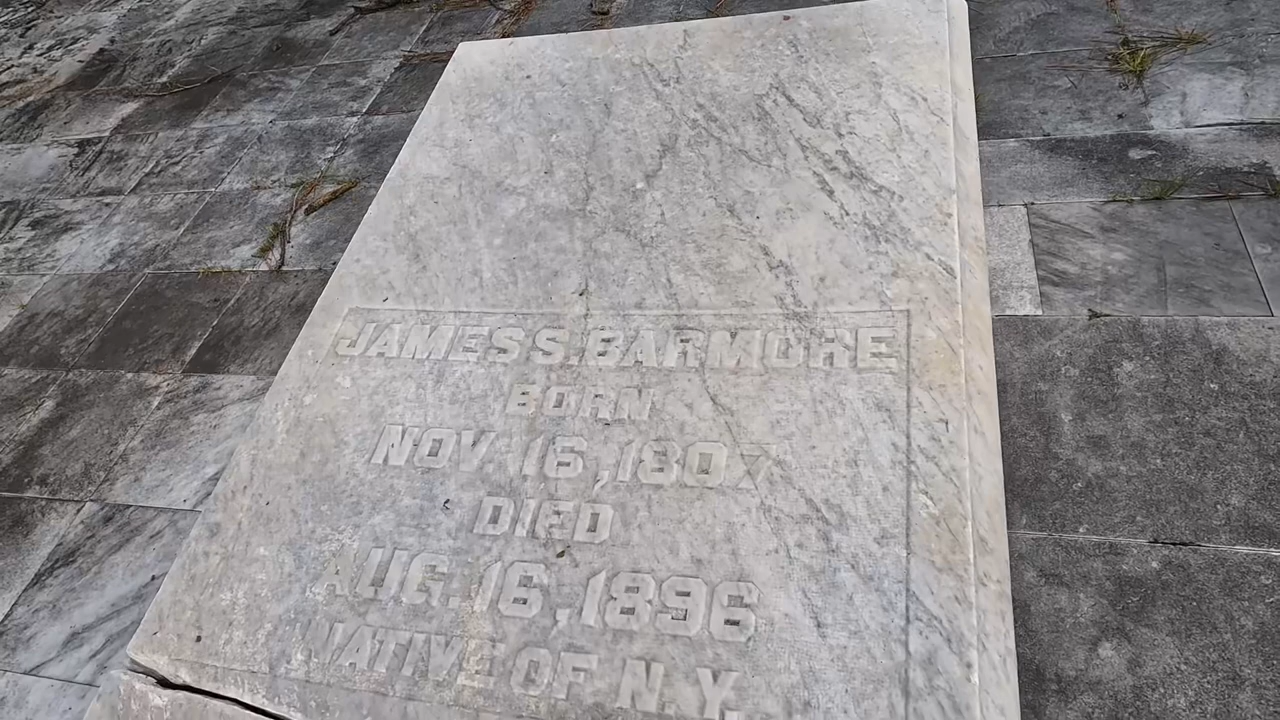 JAMES S. BARMORE
BORN
NOV. 16, 1807
DIED
AUG. 16, 1896
NATIVE OF N.Y.